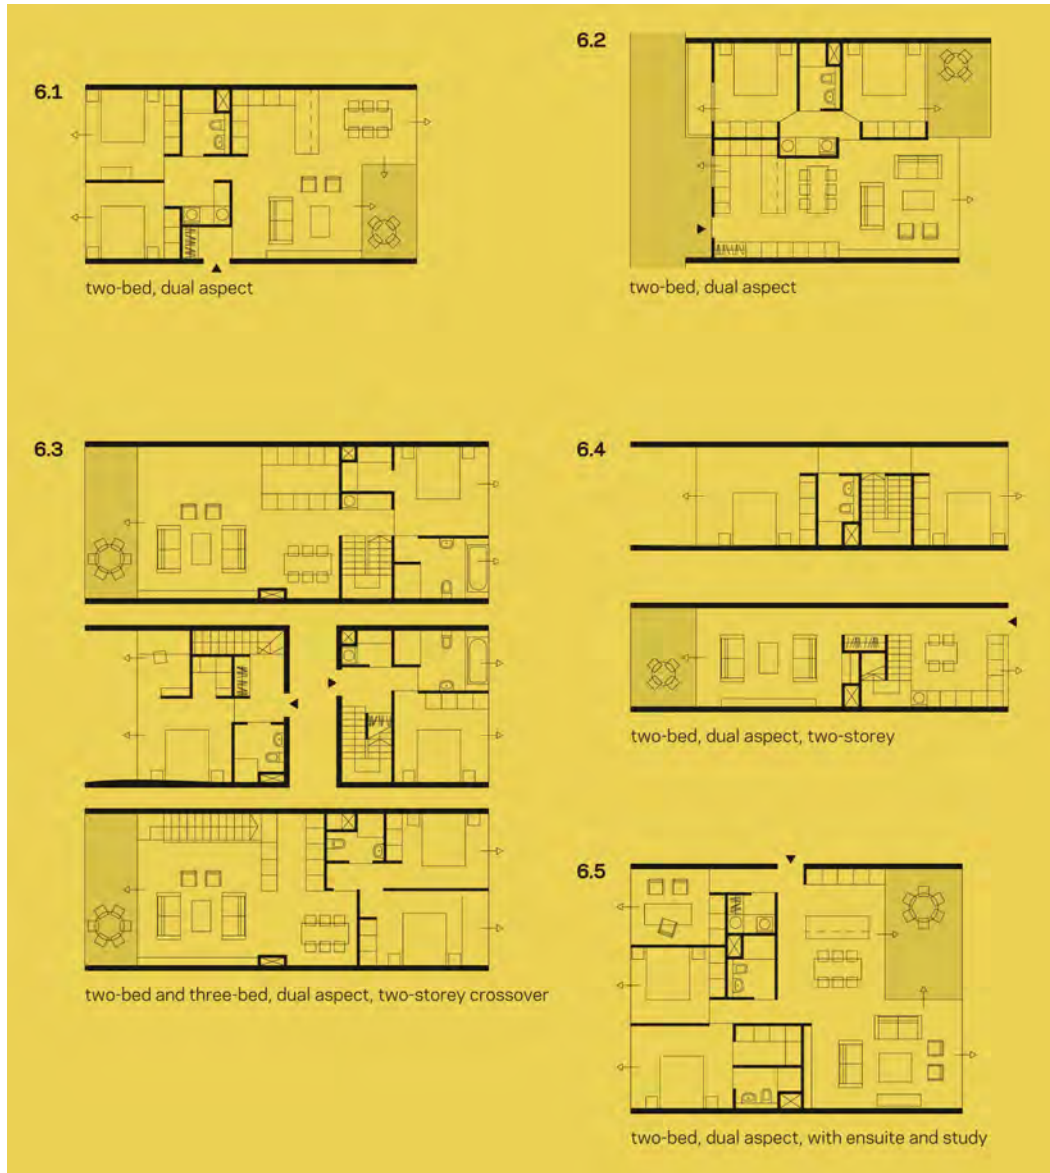 6.1
two-bed, dual aspect
6.2
two-bed, dual aspect
6.3
two-bed and three-bed, dual aspect, two-storey crossover
6.4
two-bed, dual aspect, two-storey
6.5
two-bed, dual aspect, with ensuite and study